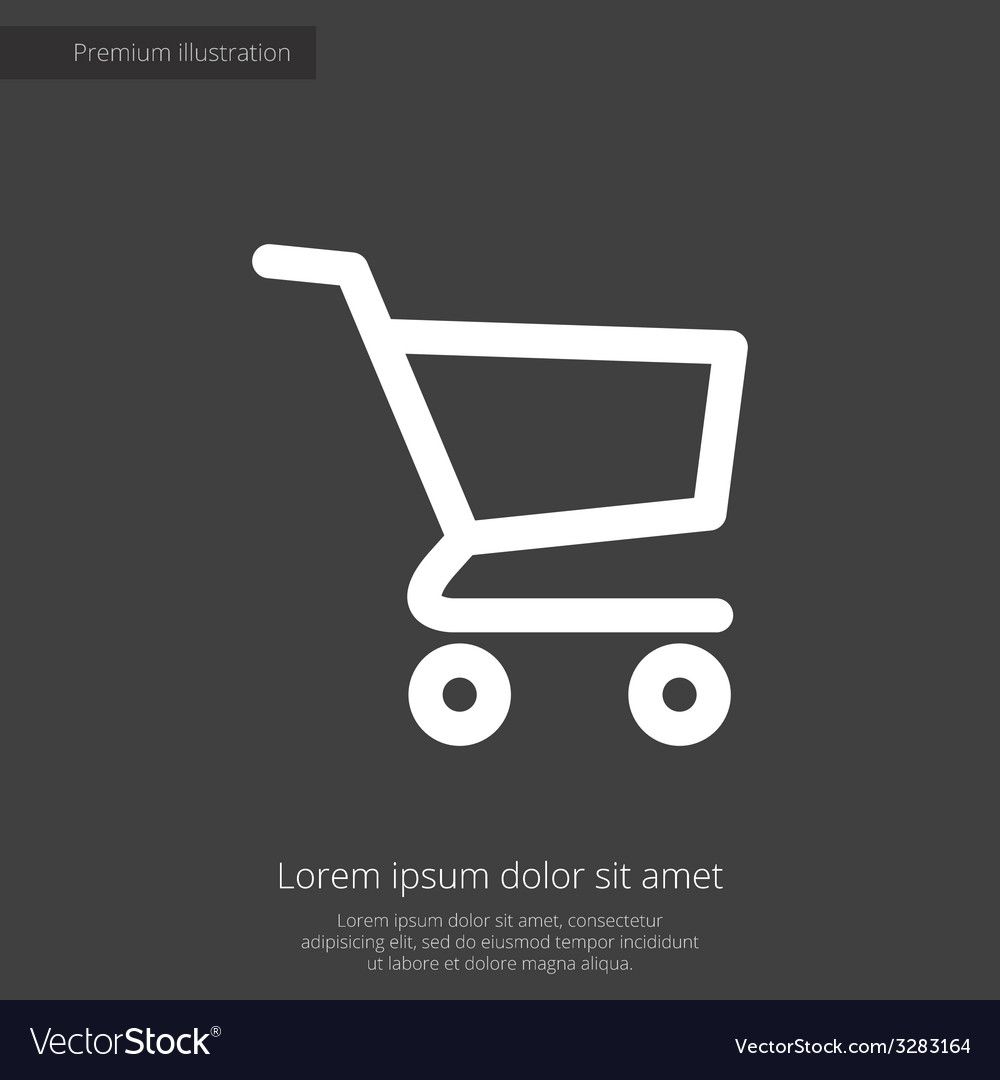 Premium illustration
Lorem ipsum dolor sit amet
Lorem ipsum dolor sit amet, consectetur
adipisicing elit, sed do eiusmod tempor incididunt
ut labore et dolore magna aliqua.
VectorStock®
VectorStock.com/3283164